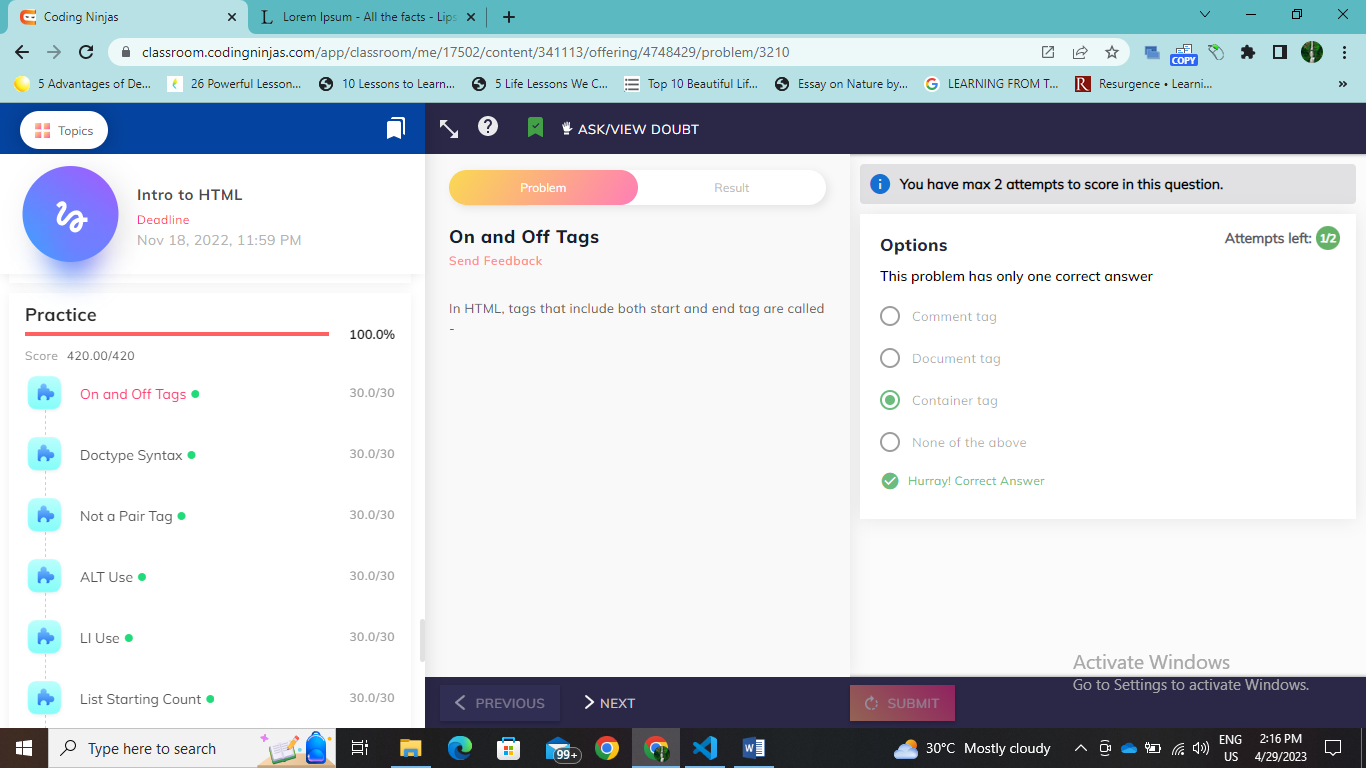 Coding Ninjas
Lorem Ipsum - All the facts - Lips
classroom.codingninjas.com/app/classroom/me/17502/content/341113/offering/4748429/problem/3210
COPY
5 Advantages of De...
26 Powerful Lesson...
10 Lessons to Learn...
5 Life Lessons We C...
Top 10 Beautiful Lif...
Essay on Nature by...
LEARNING FROM T...
Resurgence • Learni...
Topics
ASK/VIEW DOUBT
Intro to HTML
Deadline
Nov 18, 2022, 11:59 PM
Practice
100.0%
Score 420.00/420
On and Off Tags 30.0/30
Doctype Syntax 30.0/30
Not a Pair Tag 30.0/30
ALT Use 30.0/30
LI Use 30.0/30
List Starting Count 30.0/30
Problem
Result
On and Off Tags
Send Feedback
In HTML, tags that include both start and end tag are called
-
You have max 2 attempts to score in this question.
Options
Attempts left: 1/2
This problem has only one correct answer
Comment tag
Document tag
Container tag
None of the above
Hurray! Correct Answer
Activate Windows
Go to Settings to activate Windows.
PREVIOUS
NEXT
SUBMIT
Type here to search
99+
30°C Mostly cloudy
ENG
US
2:16 PM
4/29/2023